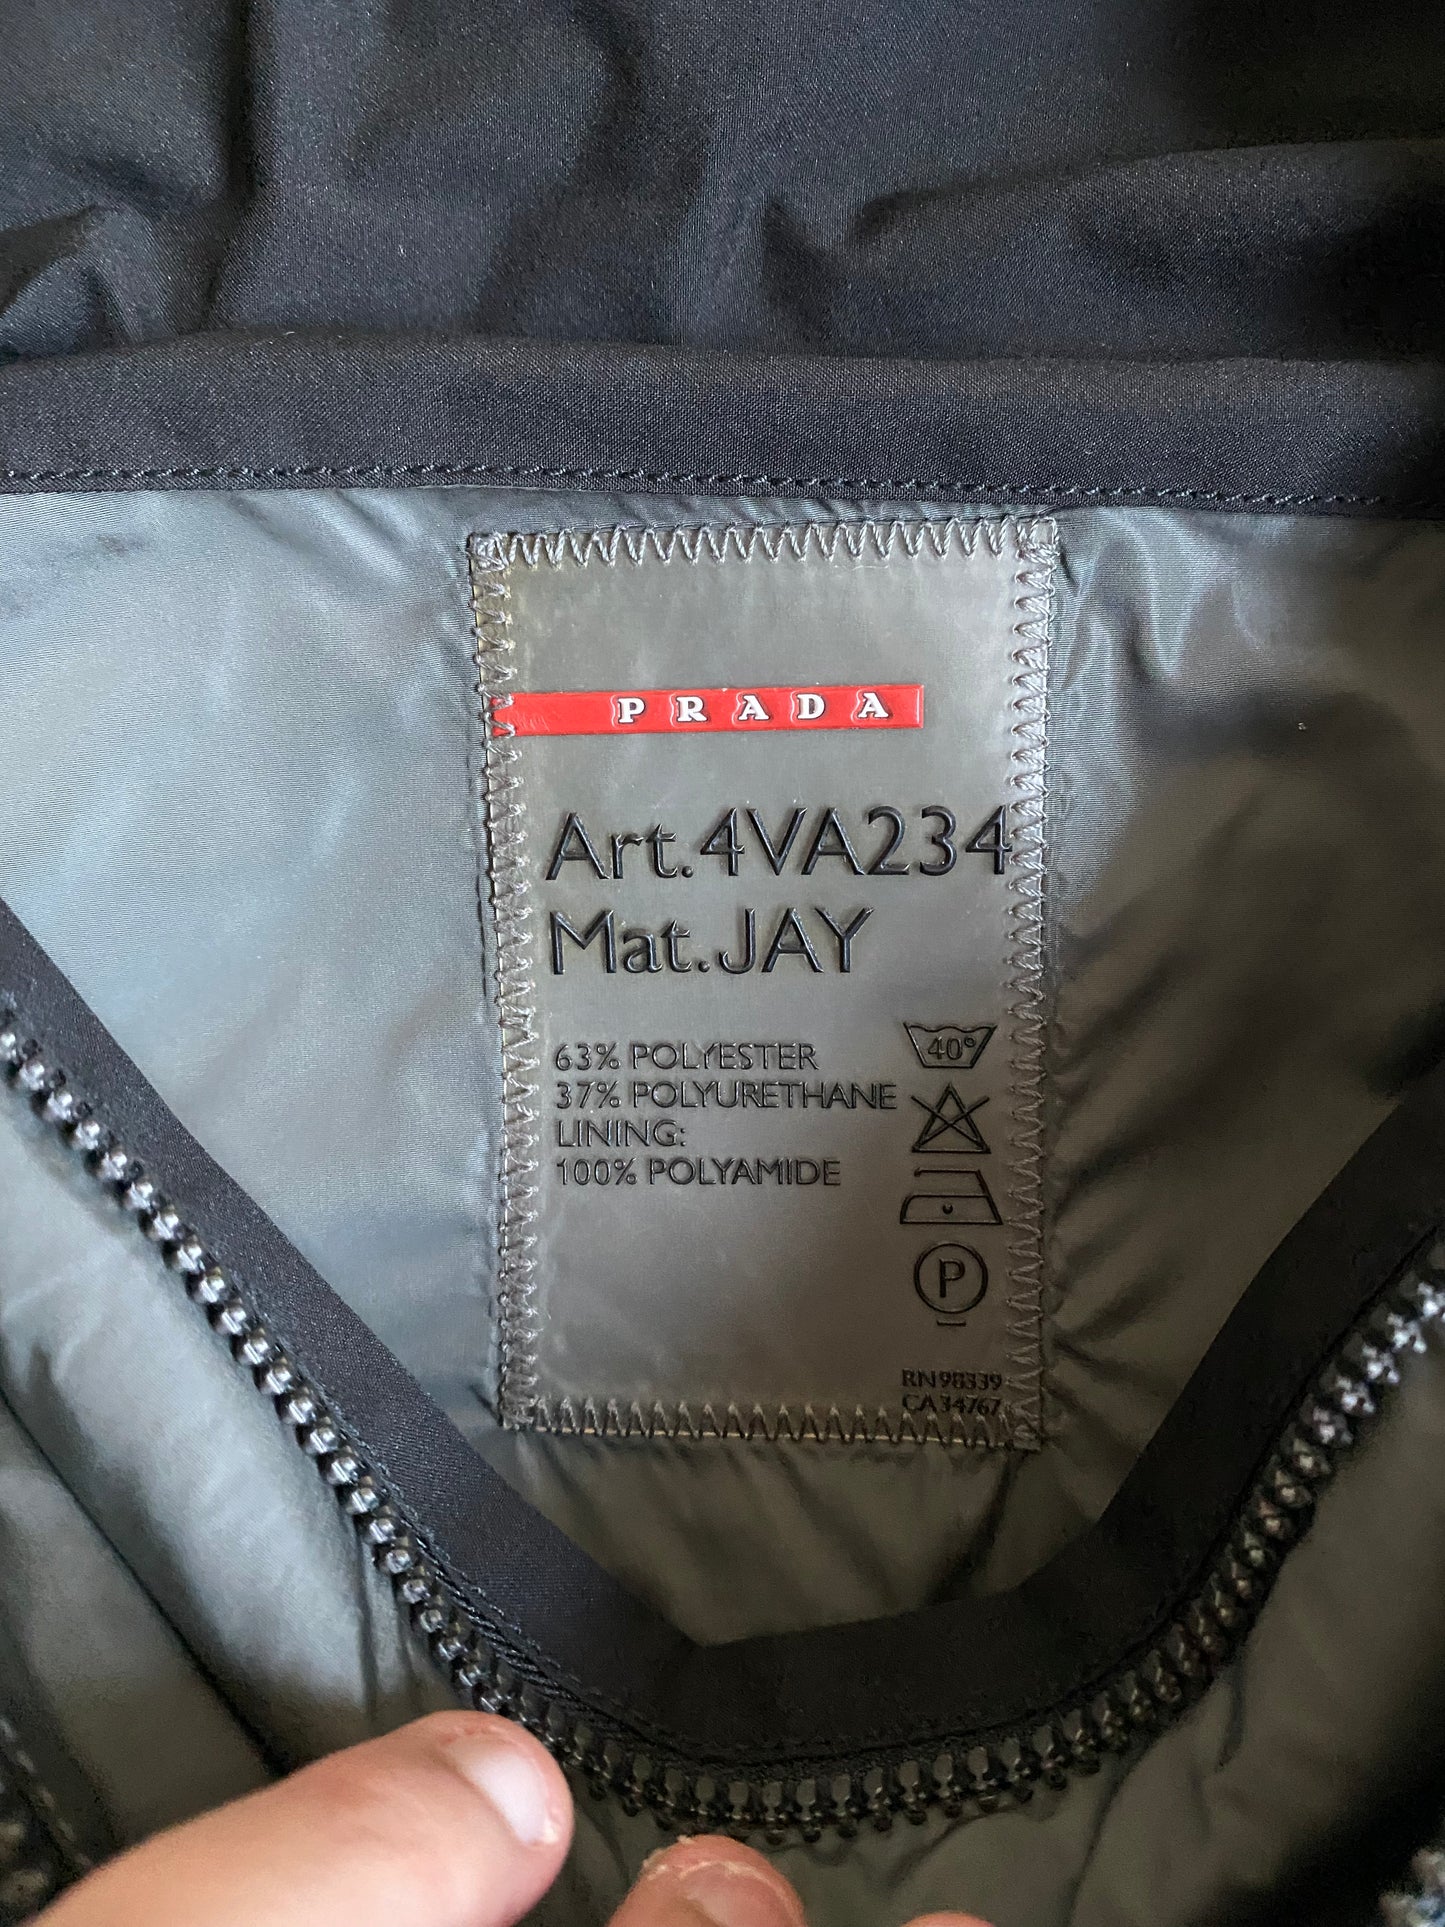 PRADA
Art.4VA234
Mat.JAY
63% POLYESTER
37% POLYURETHANE
LINING:
100% POLYAMIDE
40°
P
RN98339
CA34767